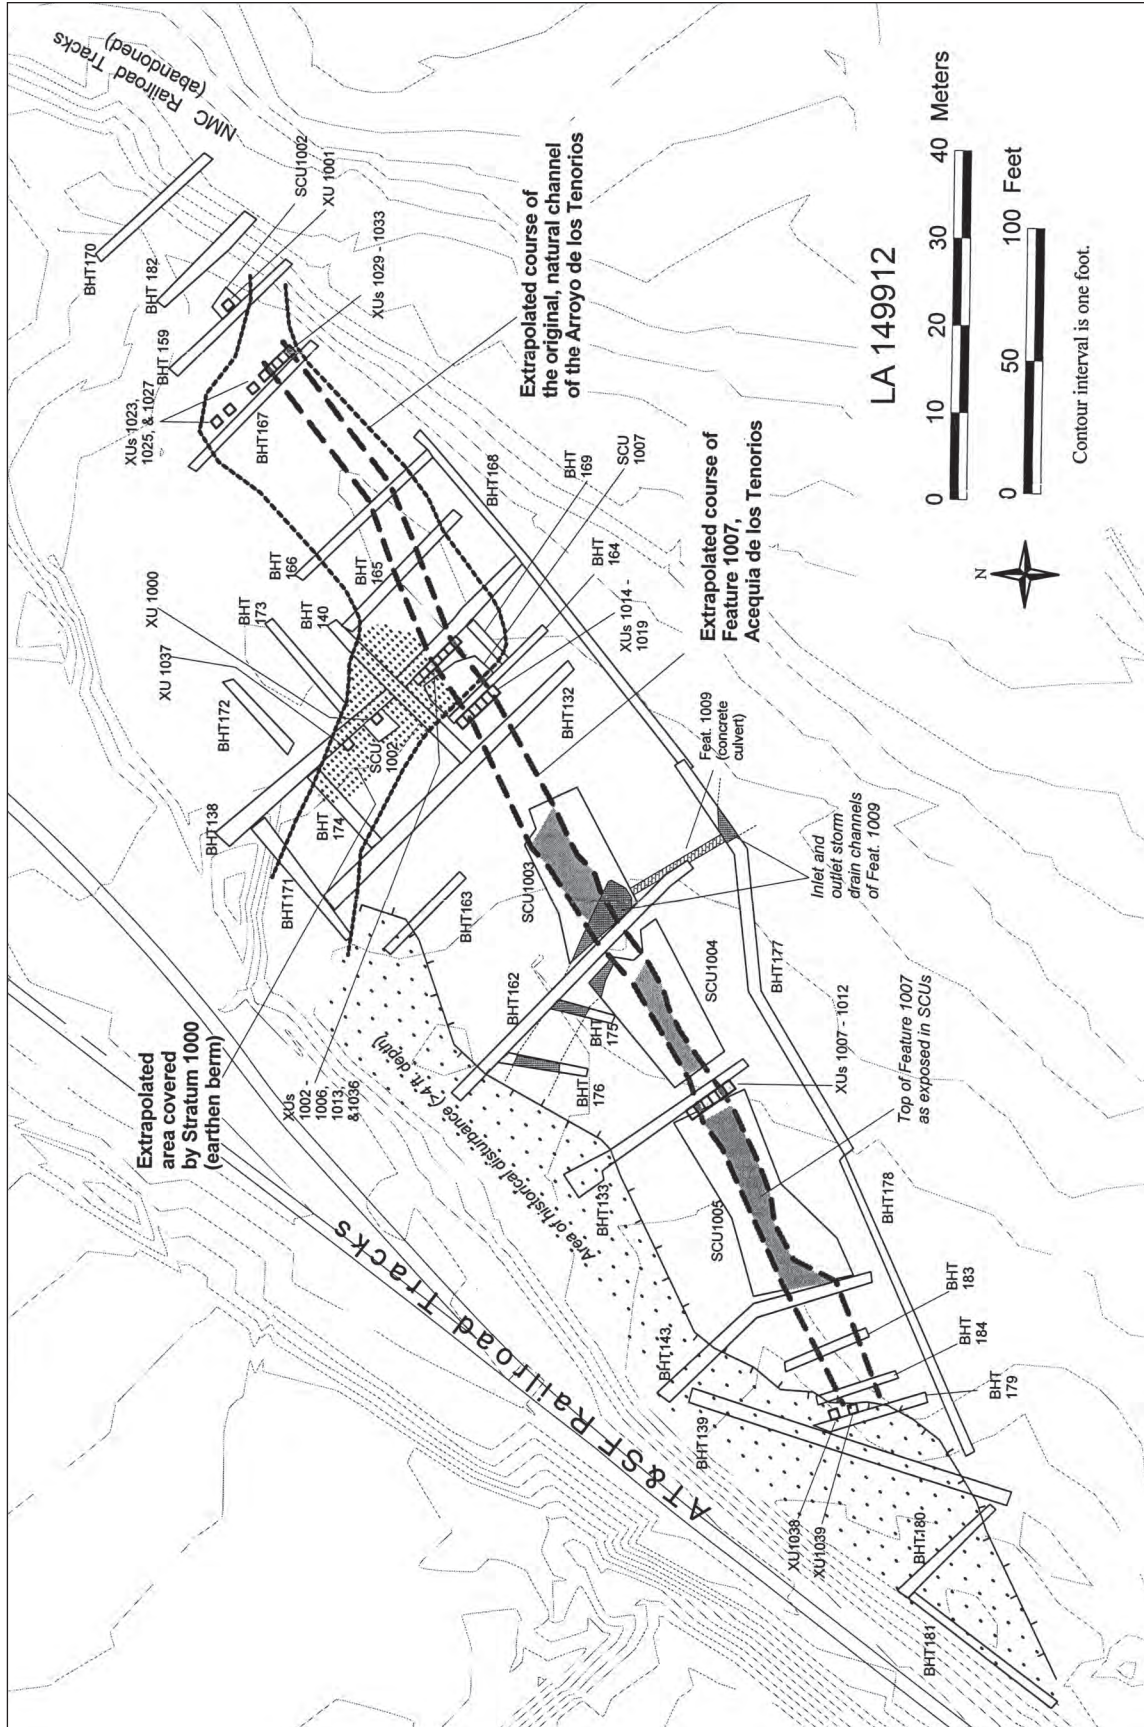 NMC Railroad Tracks
(abandoned)
BHT170
BHT 182
SCU1002
XU 1001
BHT 159
XUs 1029 - 1033
XUs 1023,
1025, & 1027
BHT167
Extrapolated course of
the original, natural channel
of the Arroyo de los Tenorios
BHT168
BHT
166
BHT
165
BHT
169
SCU
1007
BHT
164
XUs 1014 -
1019
XU 1000
XU 1037
BHT
173
BHT
140
BHT172
SCU
1002
BHT138
BHT
174
BHT132
BHT171
BHT163
Extrapolated course of
Feature 1007,
Acequia de los Tenorios
Feat. 1009
(concrete
culvert)
Inlet and
outlet storm
drain channels
of Feat. 1009
SCU1003
BHT162
SCU1004
BHT177
BHT
175
BHT
176
XUs 1007 - 1012
Top of Feature 1007
as exposed in SCUs
Extrapolated
area covered
by Stratum 1000
(earthen berm)
XUs
1002 -
1006,
1013,
&1036
Area of historical disturbance (>4 ft. depth)
BHT133
SCU1005
BHT178
BHT143
BHT
183
BHT
184
BHT
179
BHT139
XU1038
XU1039
BHT180
BHT181
AT&SF Railroad Tracks
LA 149912
0 10 20 30 40 Meters
0 50 100 Feet
N
Contour interval is one foot.